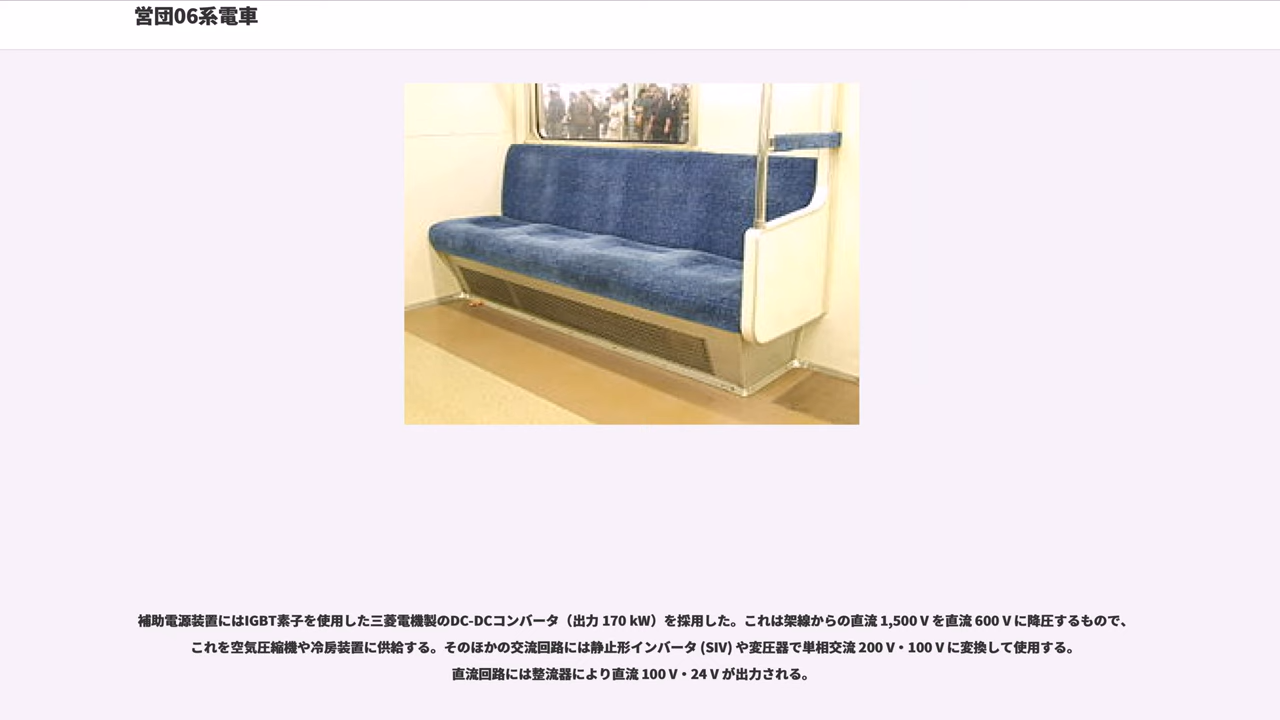 営団06系電車
補助電源装置にはIGBT素子を使用した三菱電機製のDC-DCコンバータ（出力 170 kW）を採用した。これは架線からの直流 1,500 V を直流 600 V に降圧するもので、
これを空気圧縮機や冷房装置に供給する。そのほかの交流回路には静止形インバータ (SIV) や変圧器で単相交流 200 V・100 V に変換して使用する。
直流回路には整流器により直流 100 V・24 V が出力される。